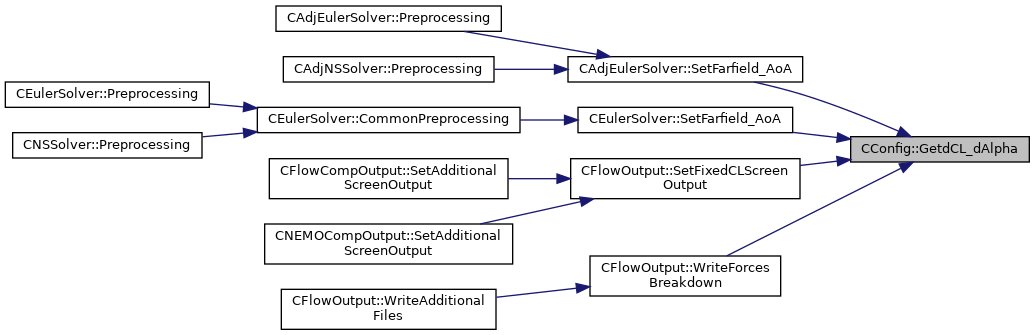 CAdjEulerSolver::Preprocessing
CAdjNSSolver::Preprocessing
CAdjEulerSolver::SetFarfield_AoA
CEulerSolver::Preprocessing
CNSSolver::Preprocessing
CEulerSolver::CommonPreprocessing
CEulerSolver::SetFarfield_AoA
CConfig::GetdCL_dAlpha
CFlowCompOutput::SetAdditional
ScreenOutput
CFlowOutput::SetFixedCLScreen
Output
CNEMOCompOutput::SetAdditional
ScreenOutput
CFlowOutput::WriteForces
Breakdown
CFlowOutput::WriteAdditional
Files